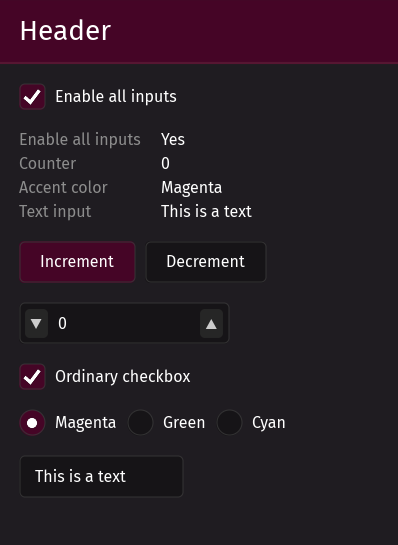 Header
Enable all inputs
Enable all inputs Yes
Counter 0
Accent color Magenta
Text input This is a text
Increment Decrement
0
Ordinary checkbox
Magenta Green Cyan
This is a text